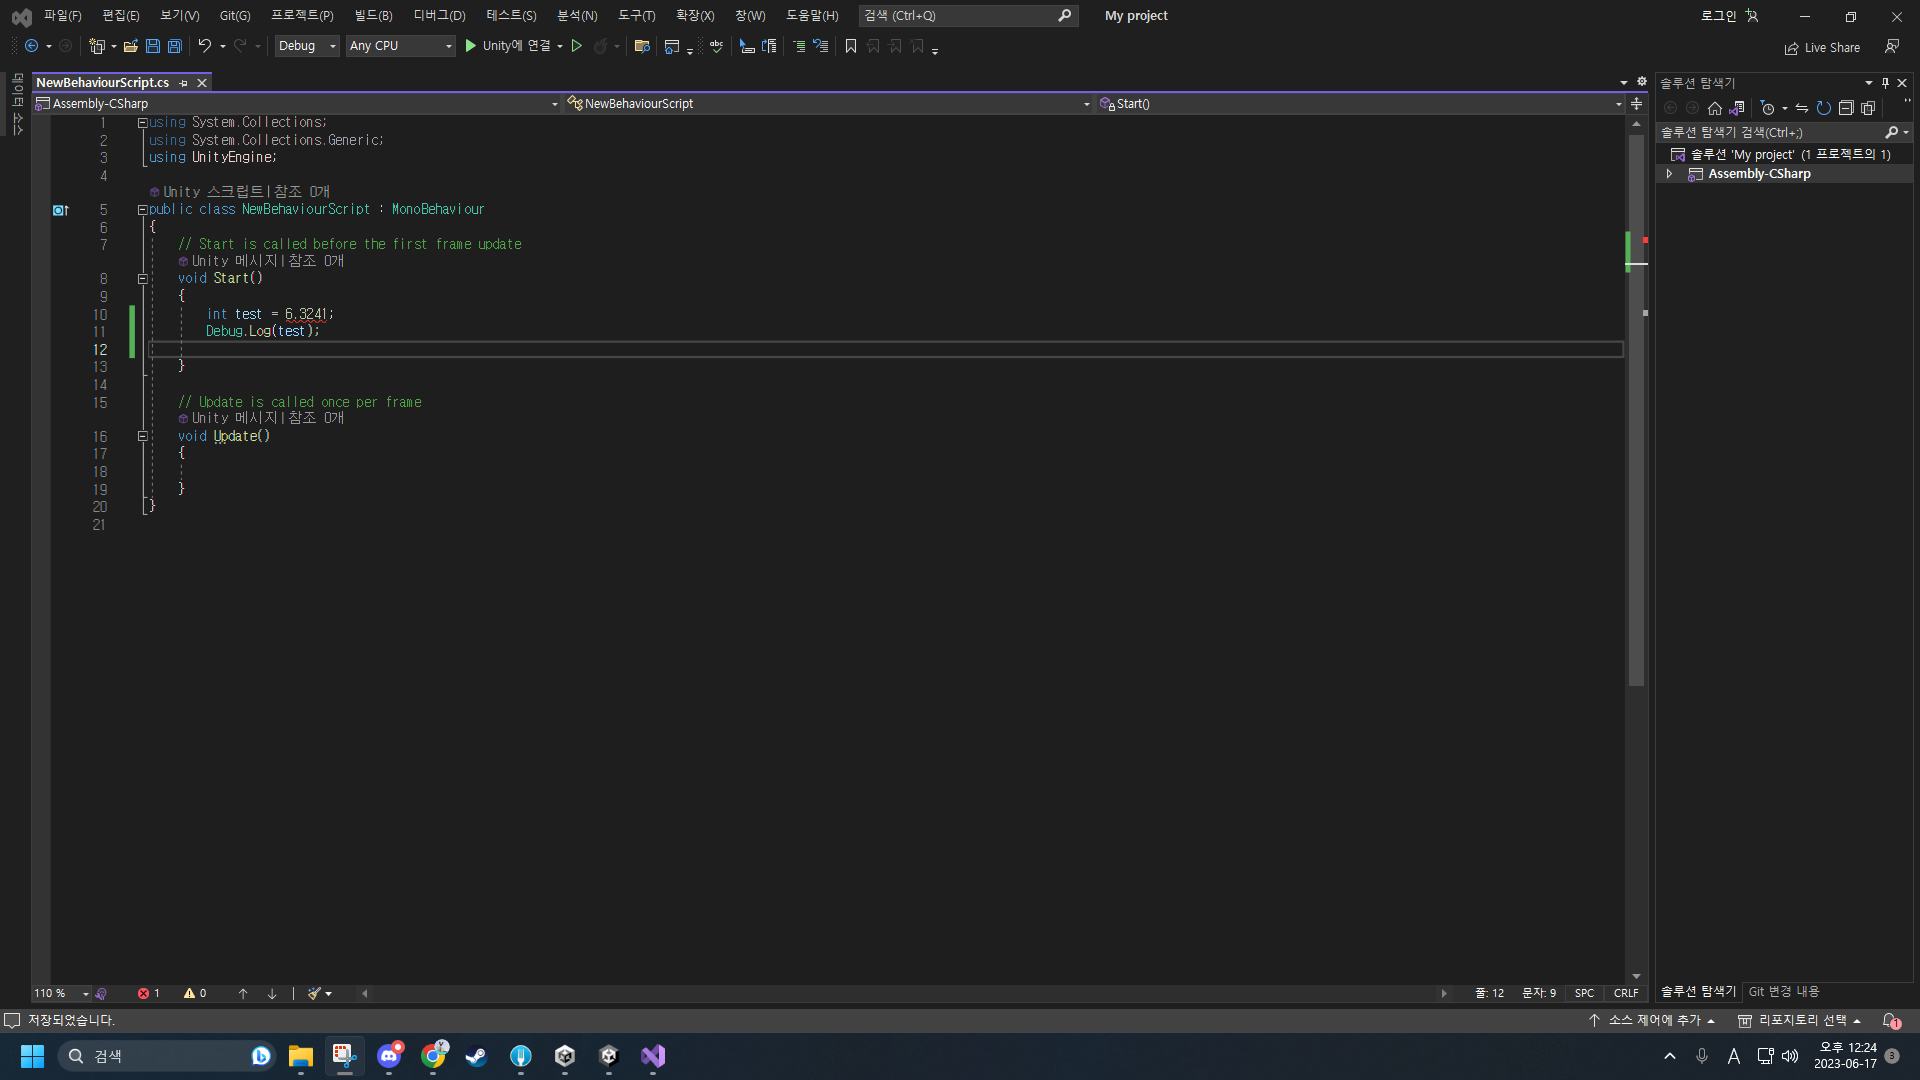 파일(F) 편집(E) 보기(V) Git(G) 프로젝트(P) 빌드(B) 디버그(D) 테스트(S) 분석(N) 도구(T) 확장(X) 창(W) 도움말(H) 검색 (Ctrl+Q) My project 로그인
Debug Any CPU Unity에 연결 abc Live Share
데이터 소스
NewBehaviourScript.cs
솔루션 탐색기
Assembly-CSharp NewBehaviourScript Start()
솔루션 탐색기 검색(Ctrl+;)
솔루션 'My project' (1 프로젝트의 1)
Assembly-CSharp
1 using System.Collections;
2 using System.Collections.Generic;
3 using UnityEngine;
4
Unity 스크립트|참조 0개
5 public class NewBehaviourScript : MonoBehaviour
6 {
7 // Start is called before the first frame update
Unity 메시지|참조 0개
8 void Start()
9 {
10 int test = 6.3241;
11 Debug.Log(test);
12
13 }
14
15 // Update is called once per frame
Unity 메시지|참조 0개
16 void Update()
17 {
18
19 }
20 }
21
110 % 1 0 줄: 12 문자: 9 SPC CRLF
솔루션 탐색기 Git 변경 내용
저장되었습니다. 소스 제어에 추가 리포지토리 선택 1
검색 A 오후 12:24
2023-06-17 3